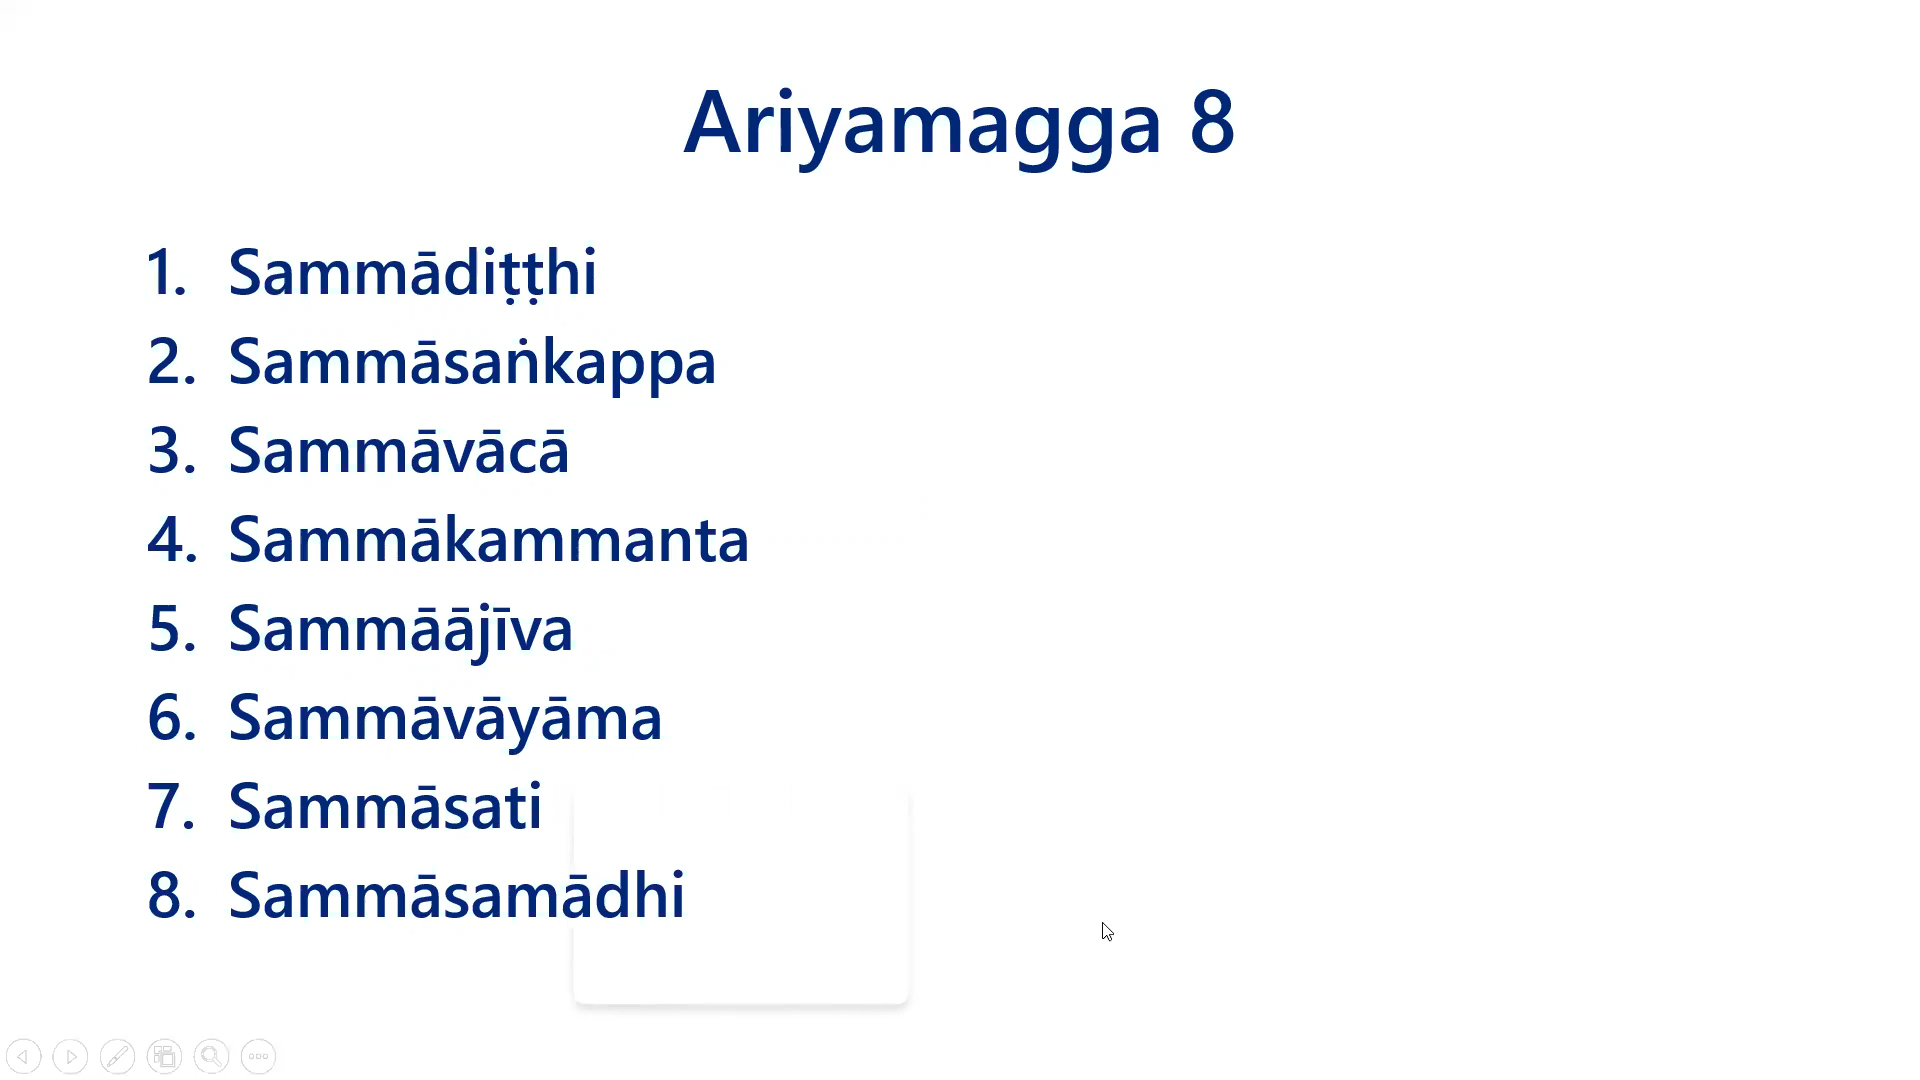 Ariyamagga 8
1. Sammādiṭṭhi
2. Sammāsaṅkappa
3. Sammāvācā
4. Sammākammanta
5. Sammāājīva
6. Sammāvāyāma
7. Sammāsati
8. Sammāsamādhi